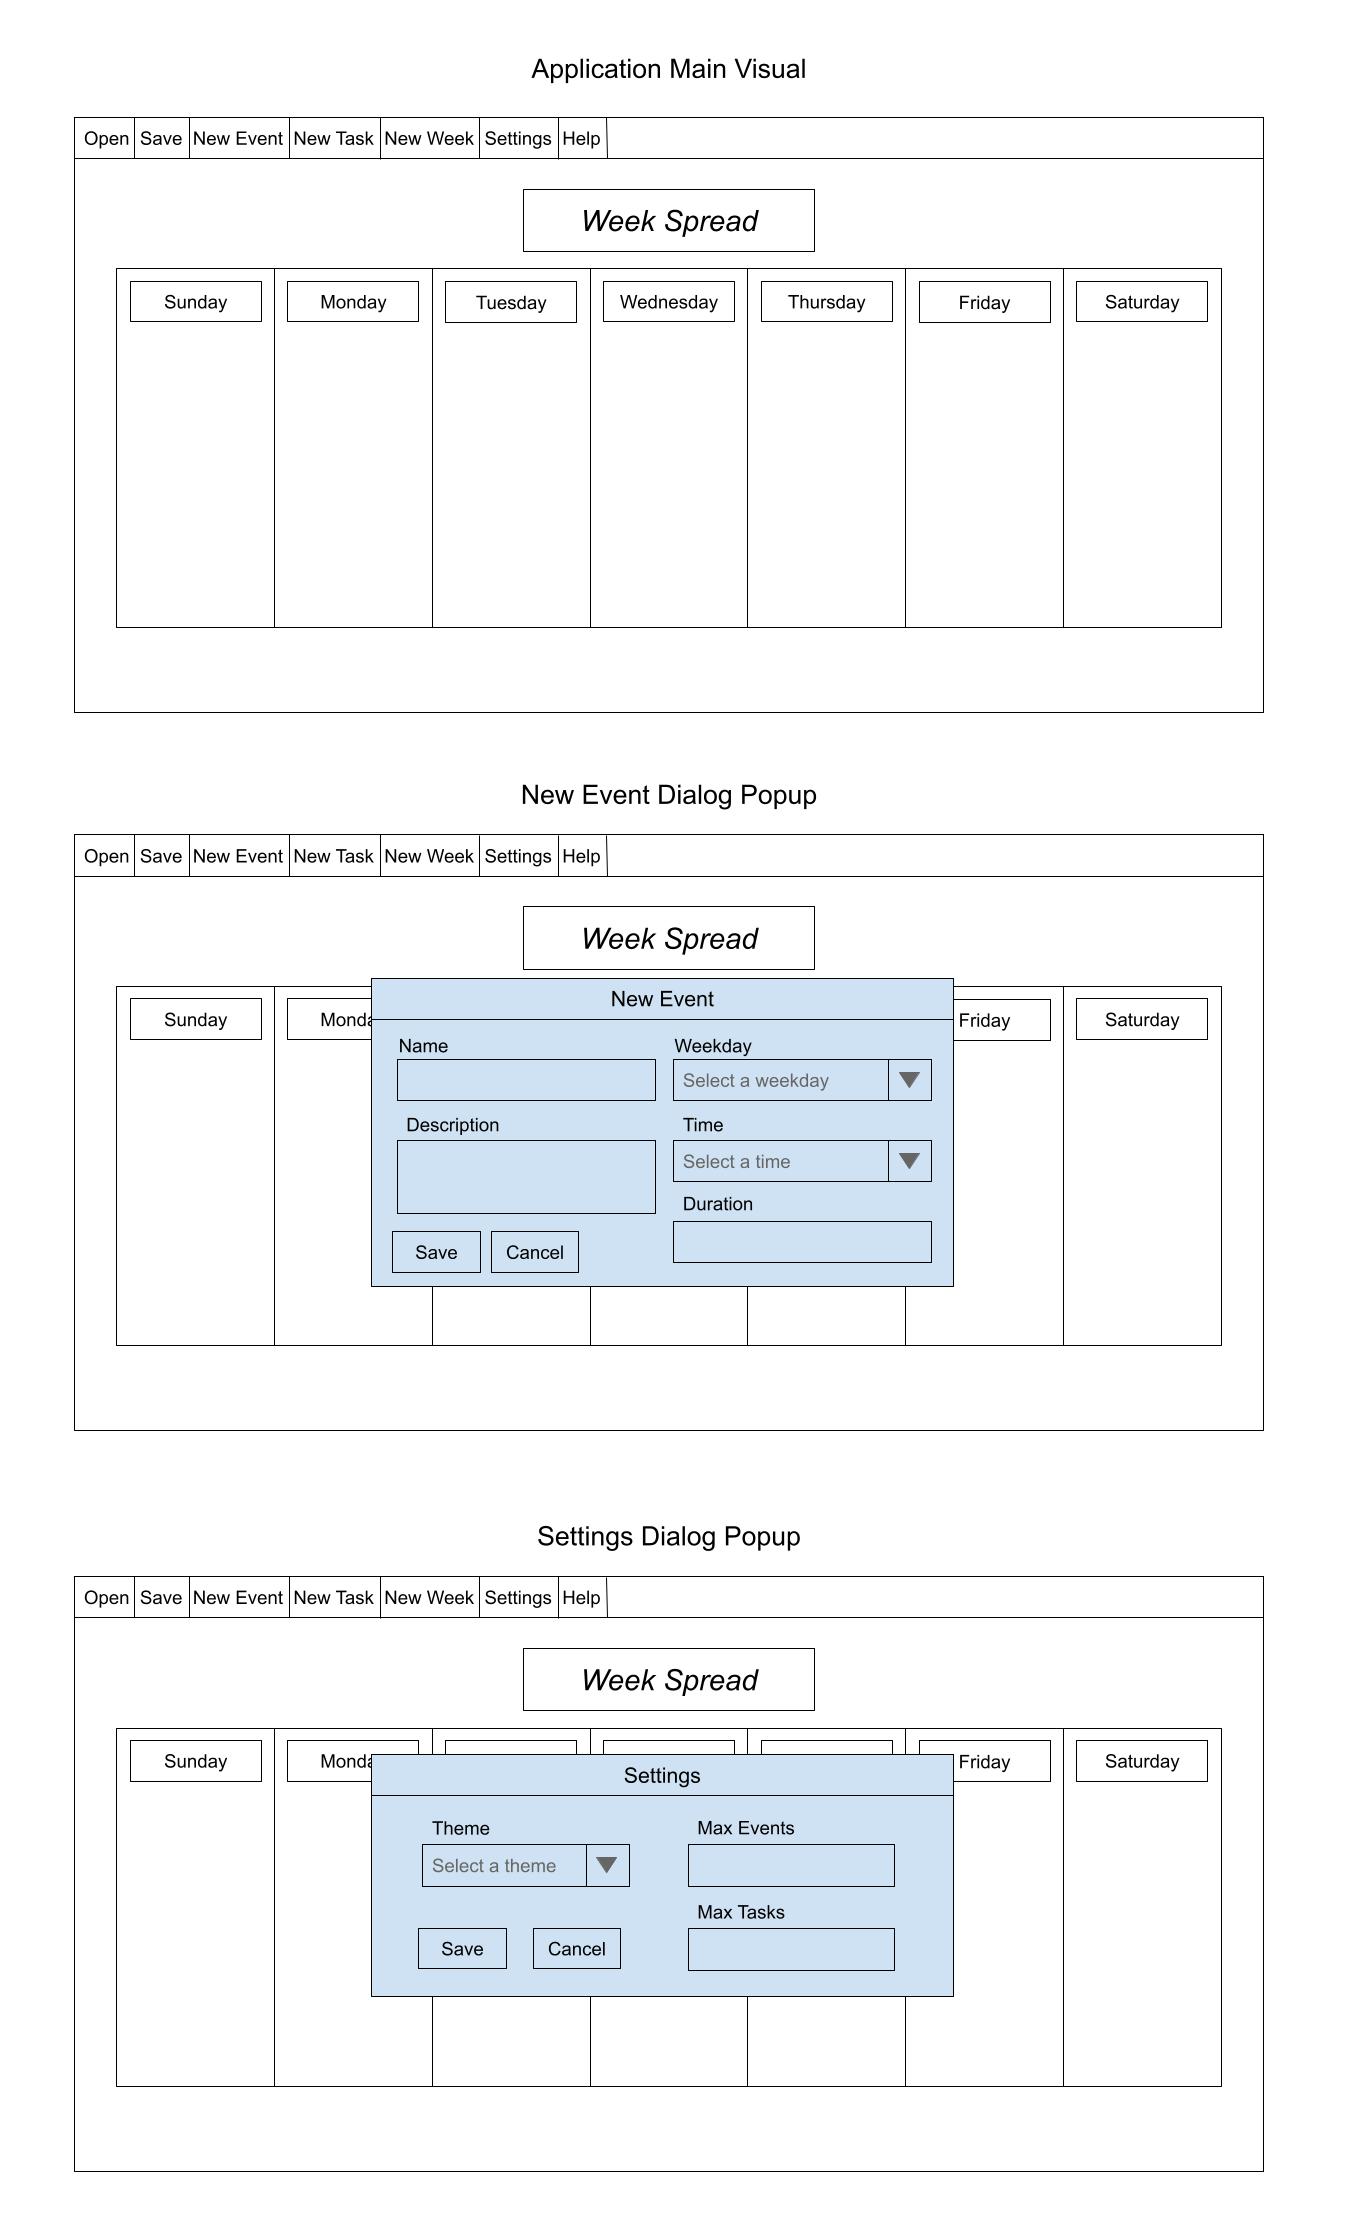 Application Main Visual
Open Save New Event New Task New Week Settings Help
Week Spread
Sunday Monday Tuesday Wednesday Thursday Friday Saturday
New Event Dialog Popup
Open Save New Event New Task New Week Settings Help
Week Spread
Sunday Monda Friday Saturday
New Event
Name Weekday
Select a weekday
Description Time
Select a time
Duration
Save Cancel
Settings Dialog Popup
Open Save New Event New Task New Week Settings Help
Week Spread
Sunday Monda Friday Saturday
Settings
Theme Max Events
Select a theme
Max Tasks
Save Cancel